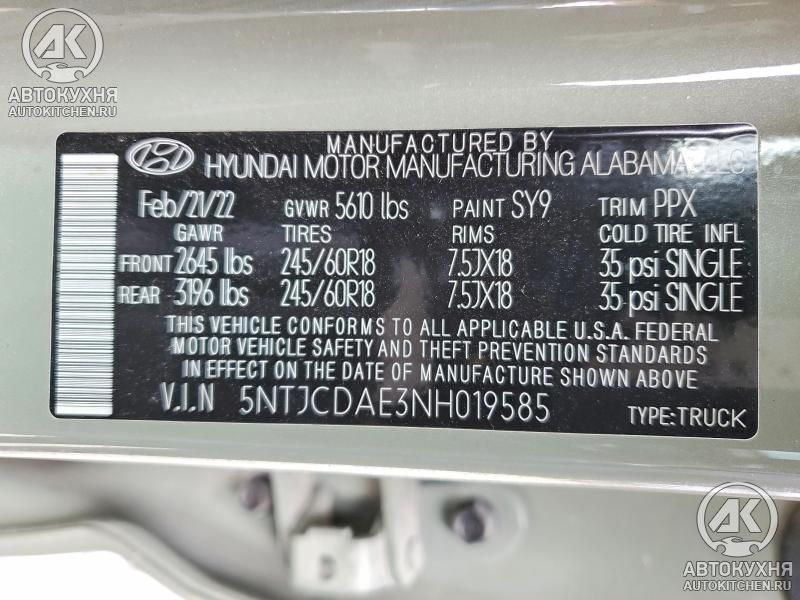 АК
АВТОКУХНЯ
AUTOKITCHEN.RU
MANUFACTURED BY
HYUNDAI MOTOR MANUFACTURING ALABAMA, LLC
Feb/21/22 GVWR 5610 lbs PAINT SY9 TRIM PPX
GAWR TIRES RIMS COLD TIRE INFL
FRONT 2645 lbs 245/60R18 7.5JX18 35 psi SINGLE
REAR 3196 lbs 245/60R18 7.5JX18 35 psi SINGLE
THIS VEHICLE CONFORMS TO ALL APPLICABLE U.S.A. FEDERAL
MOTOR VEHICLE SAFETY AND THEFT PREVENTION STANDARDS
IN EFFECT ON THE DATE OF MANUFACTURE SHOWN ABOVE
V.I.N 5NTJCDAE3NH019585 TYPE:TRUCK
АК
АВТОКУХНЯ
AUTOKITCHEN.RU